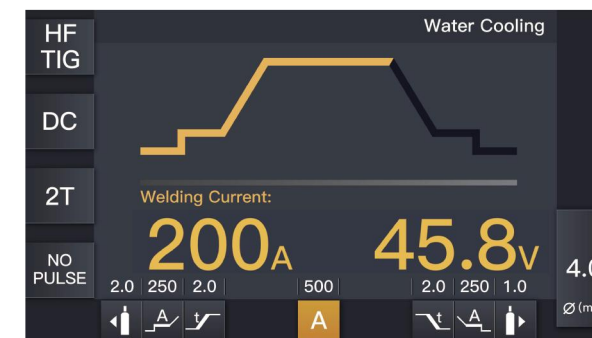 HF
TIG
Water Cooling
DC
2T
Welding Current:
200A 45.8V
NO
PULSE
2.0 250 2.0 500 2.0 250 1.0
4.0
A t A t A
Ø (m